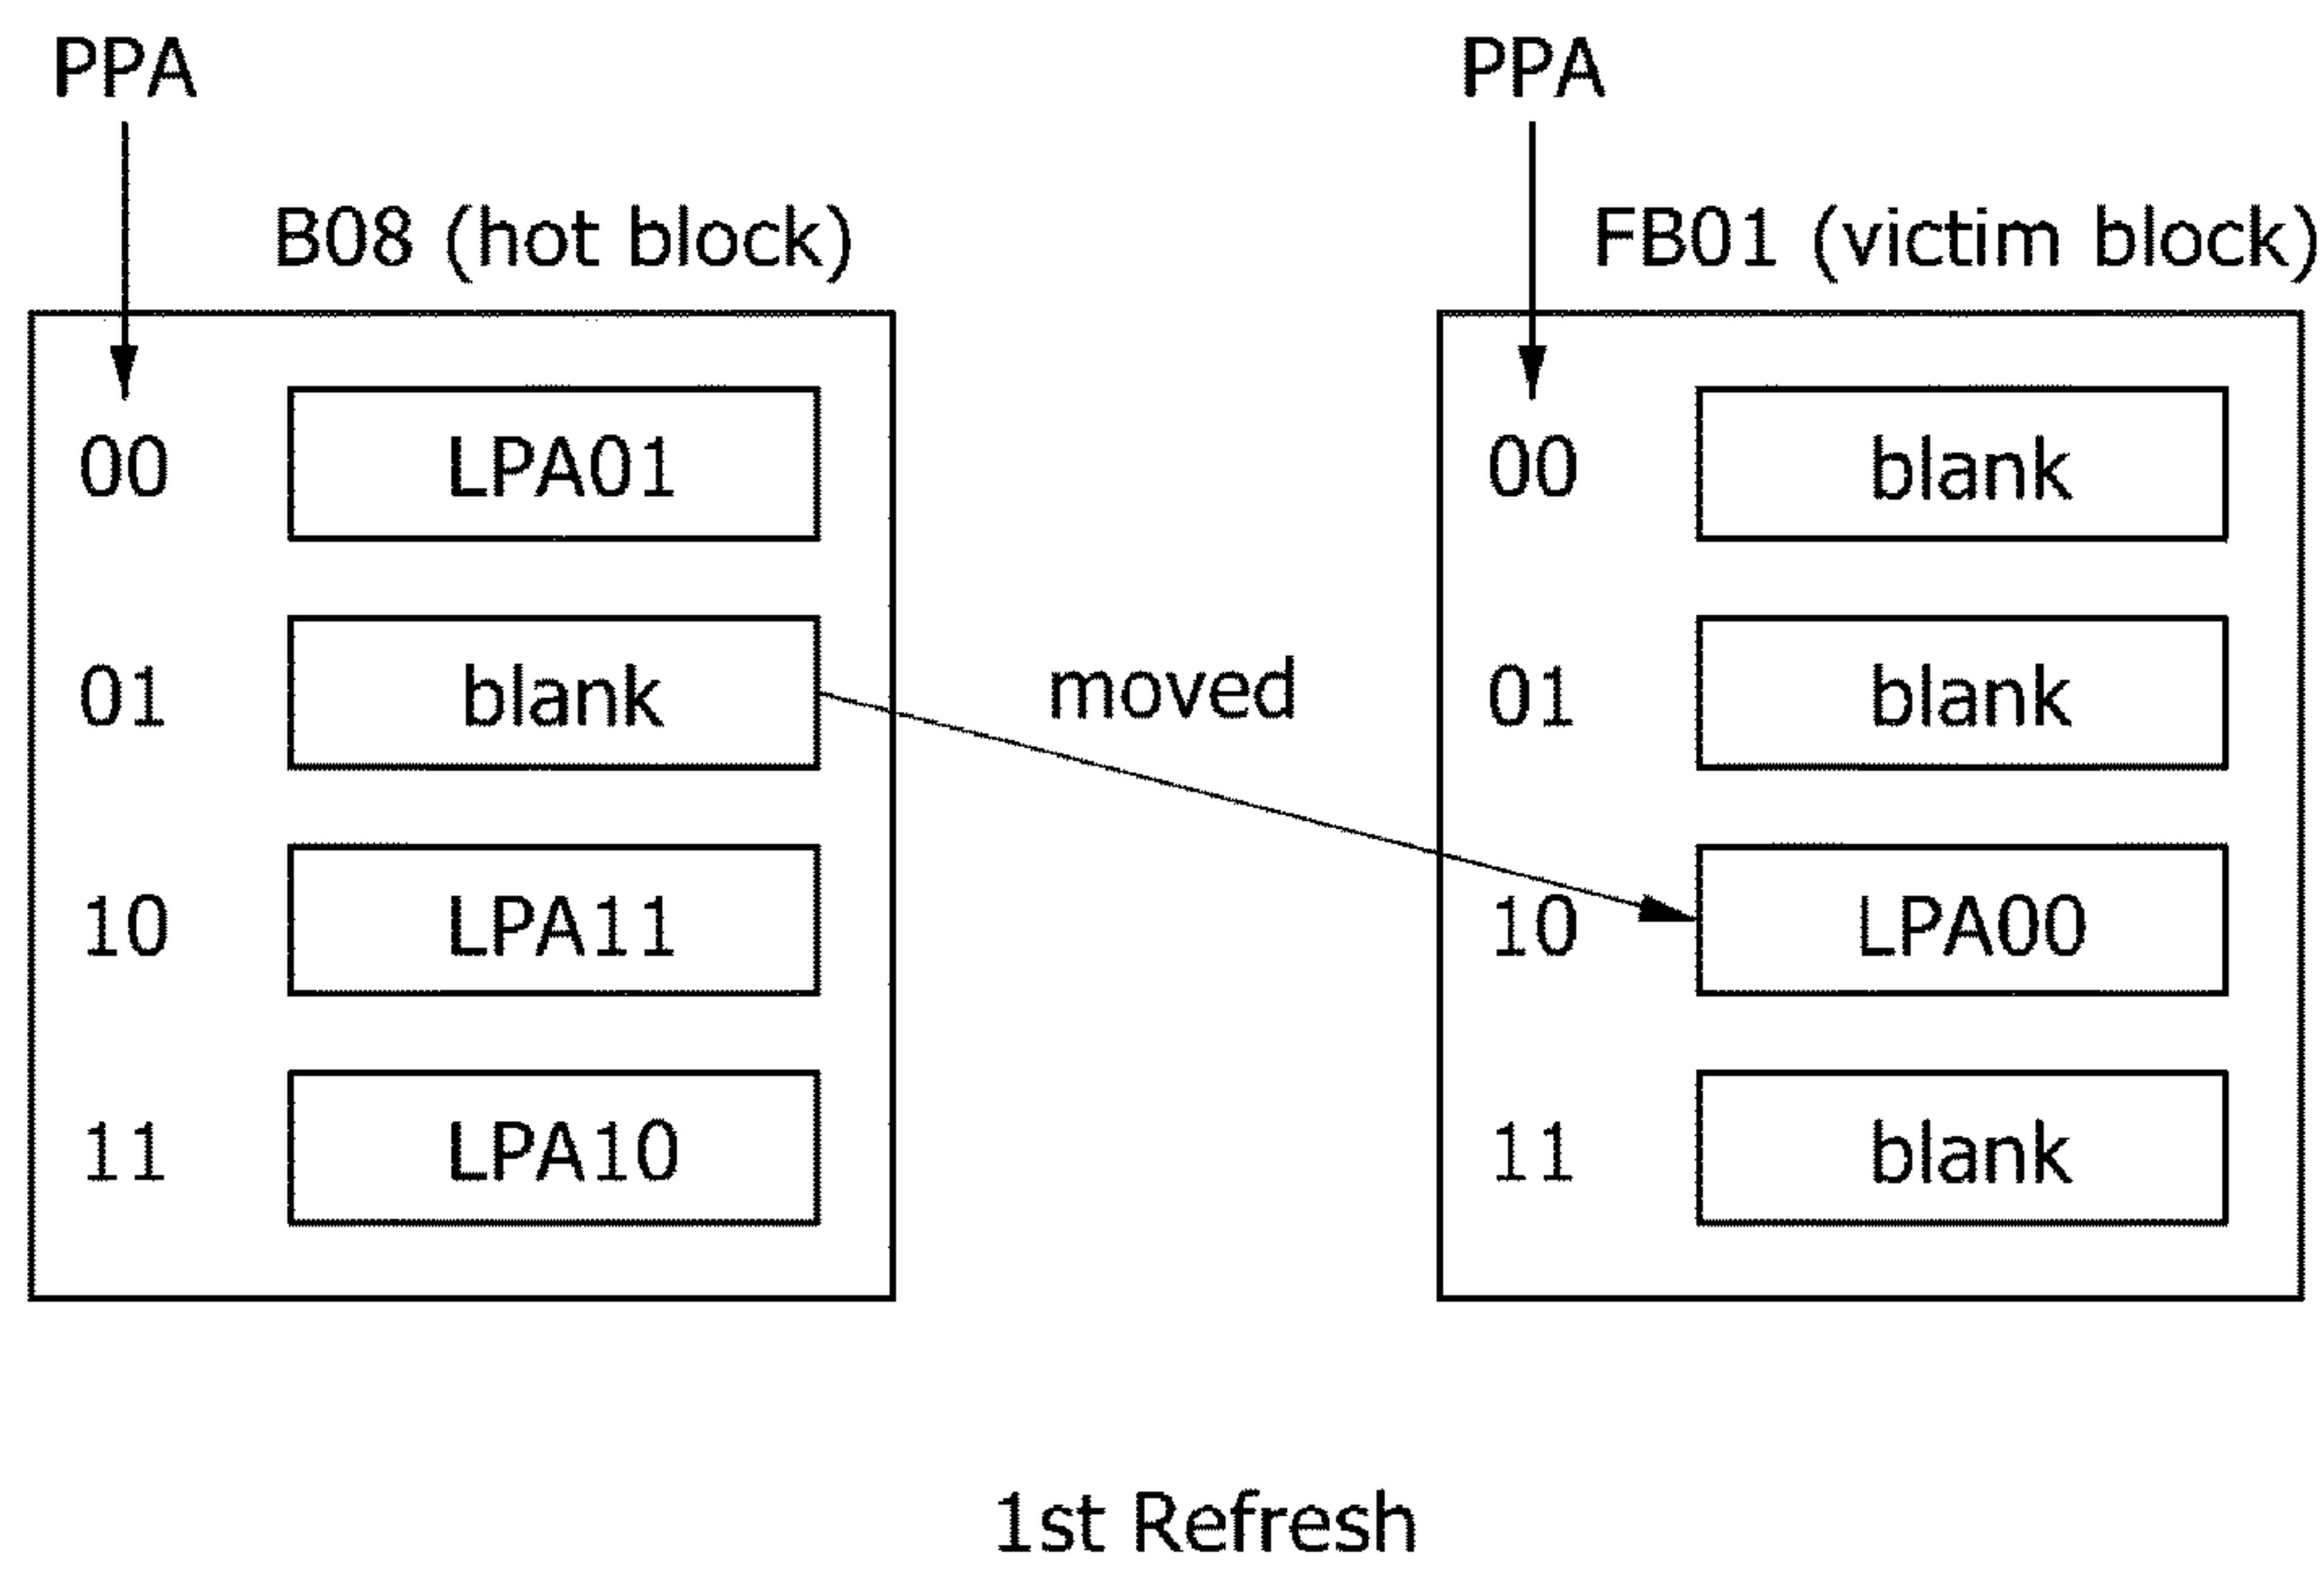 PPA PPA
B08 (hot block) FB01 (victim block)
00 LPA01 00 blank
01 blank moved 01 blank
10 LPA11 10 LPA00
11 LPA10 11 blank
1st Refresh